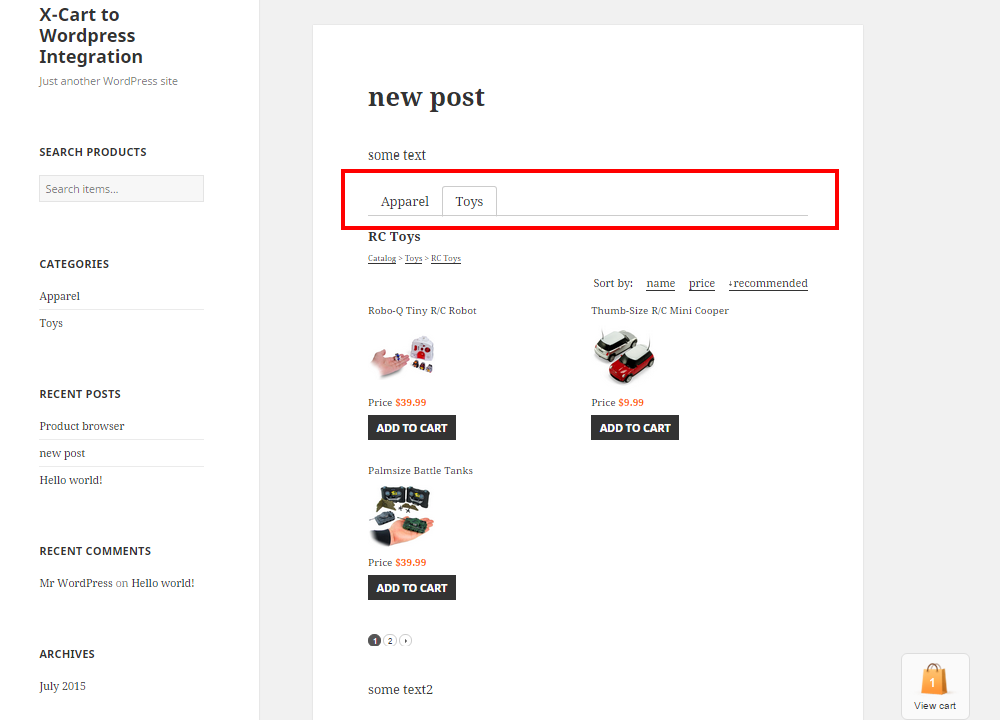 X-Cart to
Wordpress
Integration
Just another WordPress site
SEARCH PRODUCTS
Search items...
CATEGORIES
Apparel
Toys
RECENT POSTS
Product browser
new post
Hello world!
RECENT COMMENTS
Mr WordPress on Hello world!
ARCHIVES
July 2015
new post
some text
Apparel Toys
RC Toys
Catalog > Toys > RC Toys
Sort by: name price ↓recommended
Robo-Q Tiny R/C Robot
Price $39.99
ADD TO CART
Thumb-Size R/C Mini Cooper
Price $9.99
ADD TO CART
Palmsize Battle Tanks
Price $39.99
ADD TO CART
1 2 ›
some text2
1
View cart